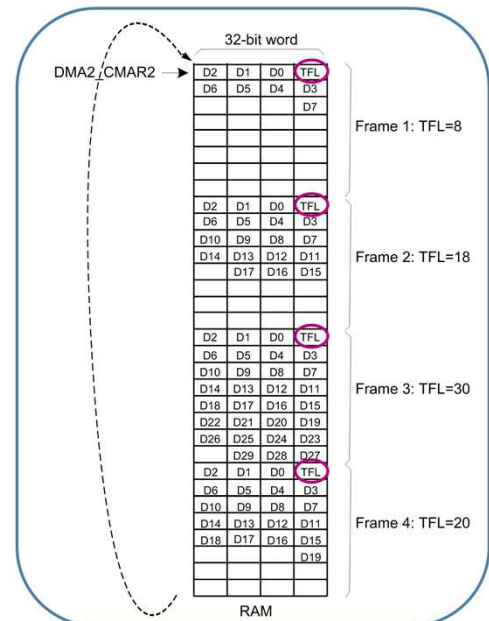 32-bit word
DMA2_CMAR2
D2 D1 D0 TFL
D6 D5 D4 D3
D7
Frame 1: TFL=8
D2 D1 D0 TFL
D6 D5 D4 D3
D10 D9 D8 D7
D14 D13 D12 D11
D17 D16 D15
Frame 2: TFL=18
D2 D1 D0 TFL
D6 D5 D4 D3
D10 D9 D8 D7
D14 D13 D12 D11
D18 D17 D16 D15
D22 D21 D20 D19
D26 D25 D24 D23
D29 D28 D27
Frame 3: TFL=30
D2 D1 D0 TFL
D6 D5 D4 D3
D10 D9 D8 D7
D14 D13 D12 D11
D18 D17 D16 D15
D19
Frame 4: TFL=20
RAM